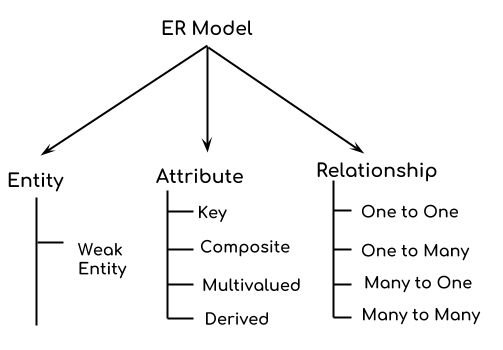 ER Model
Entity
Weak
Entity
Attribute
Key
Composite
Multivalued
Derived
Relationship
One to One
One to Many
Many to One
Many to Many